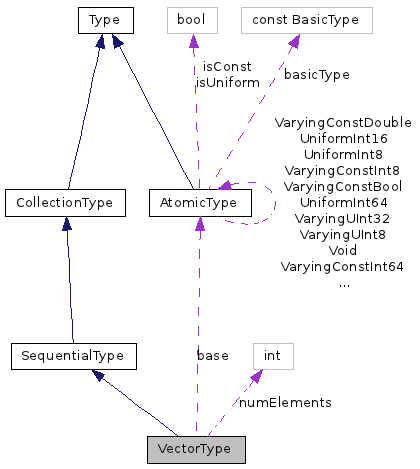 Type
bool
const BasicType
isConst
isUniform
basicType
VaryingConstDouble
UniformInt16
UniformInt8
VaryingConstInt8
VaryingConstBool
UniformInt64
VaryingUInt32
VaryingUInt8
Void
VaryingConstInt64
...
CollectionType
AtomicType
SequentialType
base
int
numElements
VectorType